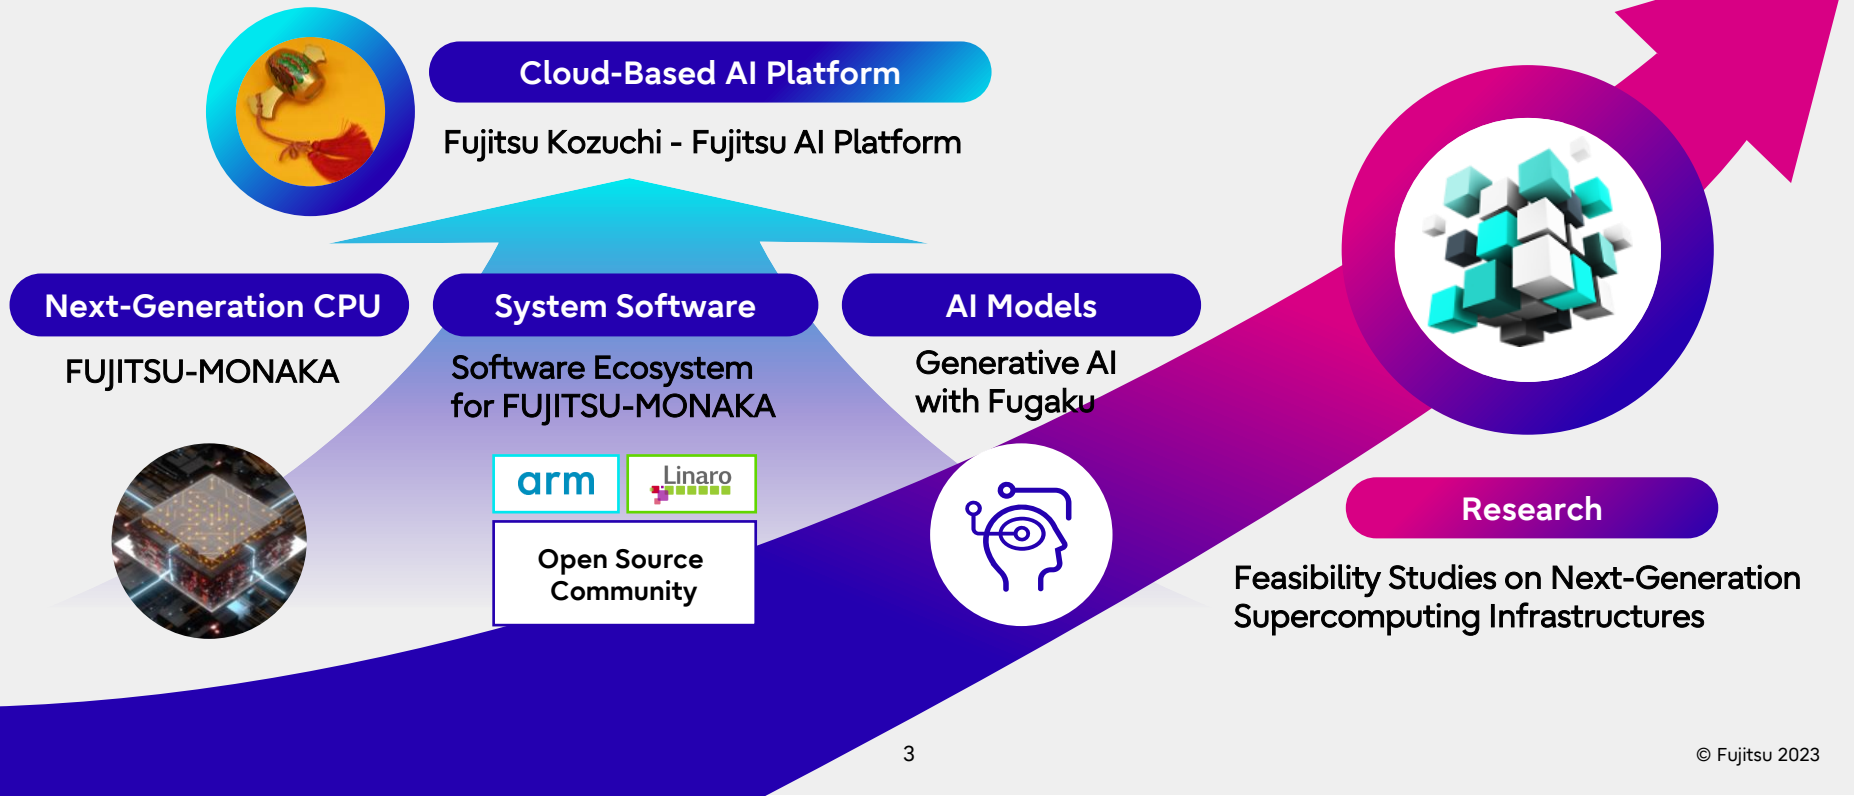 Cloud-Based AI Platform
Fujitsu Kozuchi - Fujitsu AI Platform
Next-Generation CPU
FUJITSU-MONAKA
System Software
Software Ecosystem
for FUJITSU-MONAKA
arm
Linaro
Open Source
Community
AI Models
Generative AI
with Fugaku
Research
Feasibility Studies on Next-Generation
Supercomputing Infrastructures
3
© Fujitsu 2023